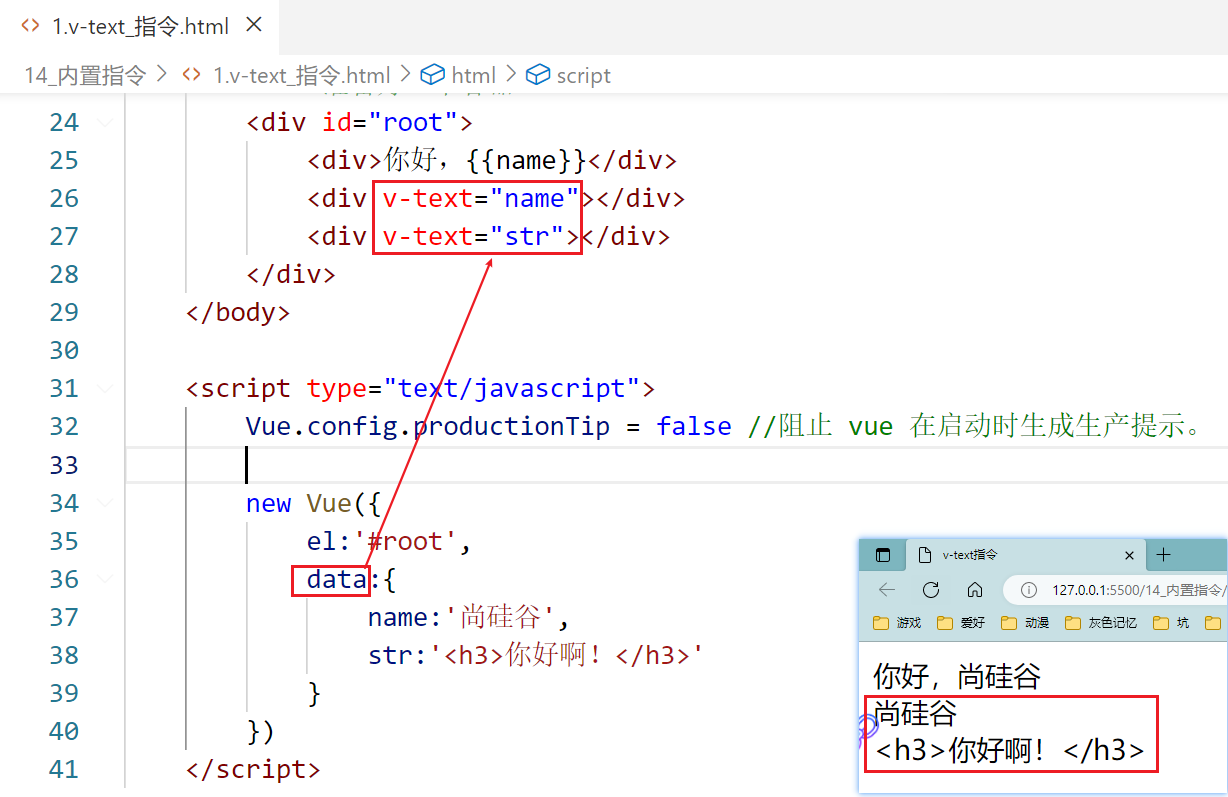 1.v-text_指令.html
14_内置指令 > 1.v-text_指令.html > html > script
24 <div id="root">
25 <div>你好，{{name}}</div>
26 <div v-text="name"></div>
27 <div v-text="str"></div>
28 </div>
29 </body>
30
31 <script type="text/javascript">
32 Vue.config.productionTip = false //阻止 vue 在启动时生成生产提示。
33
34 new Vue({
35 el:'#root',
36 data:{
37 name:'尚硅谷',
38 str:'<h3>你好啊！</h3>'
39 }
40 })
41 </script>
v-text指令
127.0.0.1:5500/14_内置指令/
游戏 爱好 动漫 灰色记忆 坑
你好，尚硅谷
尚硅谷
<h3>你好啊！</h3>